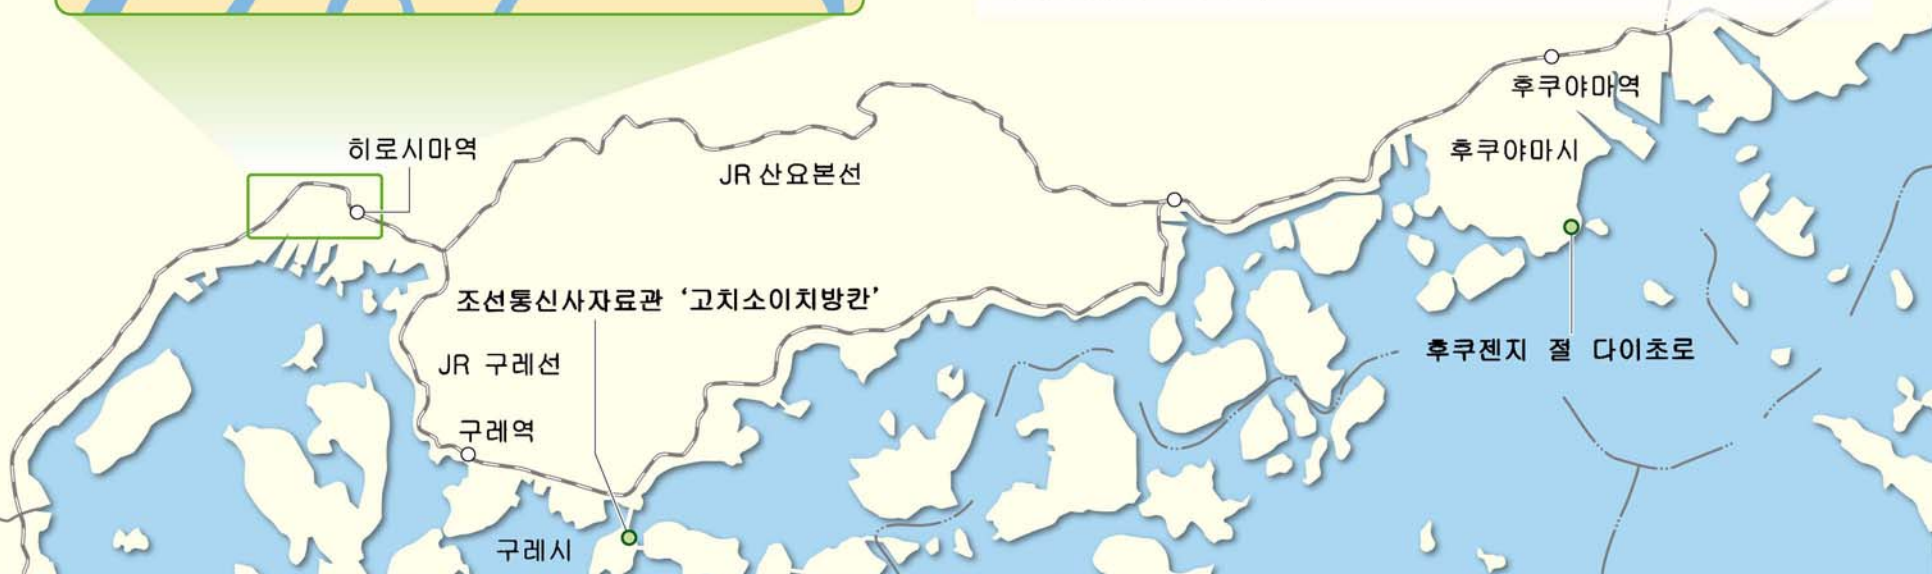 후쿠야마역
히로시마역
후쿠야마시
JR 산요본선
조선통신사자료관 ‘고치소이치방칸’
후쿠젠지 절 다이초로
JR 구레선
구레역
구레시